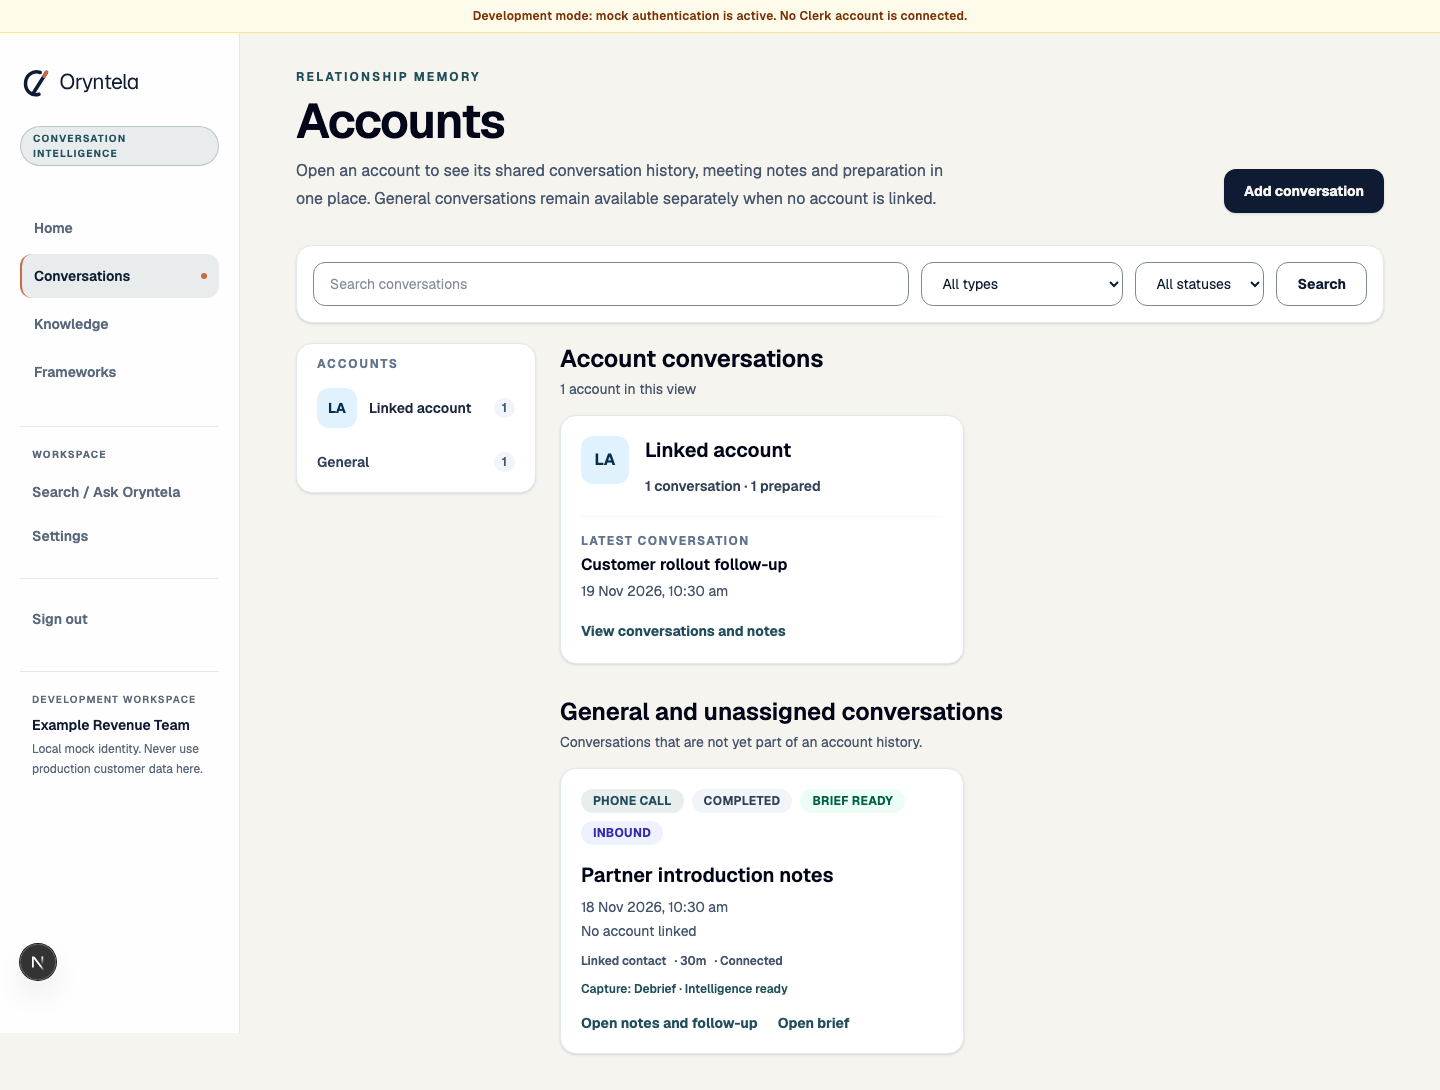 Development mode: mock authentication is active. No Clerk account is connected.
Oryntela
CONVERSATION
INTELLIGENCE
Home
Conversations
Knowledge
Frameworks
WORKSPACE
Search / Ask Oryntela
Settings
Sign out
DEVELOPMENT WORKSPACE
Example Revenue Team
Local mock identity. Never use
production customer data here.
N
RELATIONSHIP MEMORY
Accounts
Open an account to see its shared conversation history, meeting notes and preparation in
one place. General conversations remain available separately when no account is linked.
Add conversation
Search conversations
All types
All statuses
Search
ACCOUNTS
LA Linked account 1
General 1
Account conversations
1 account in this view
LA
Linked account
1 conversation · 1 prepared
LATEST CONVERSATION
Customer rollout follow-up
19 Nov 2026, 10:30 am
View conversations and notes
General and unassigned conversations
Conversations that are not yet part of an account history.
PHONE CALL COMPLETED BRIEF READY
INBOUND
Partner introduction notes
18 Nov 2026, 10:30 am
No account linked
Linked contact · 30m · Connected
Capture: Debrief · Intelligence ready
Open notes and follow-up Open brief